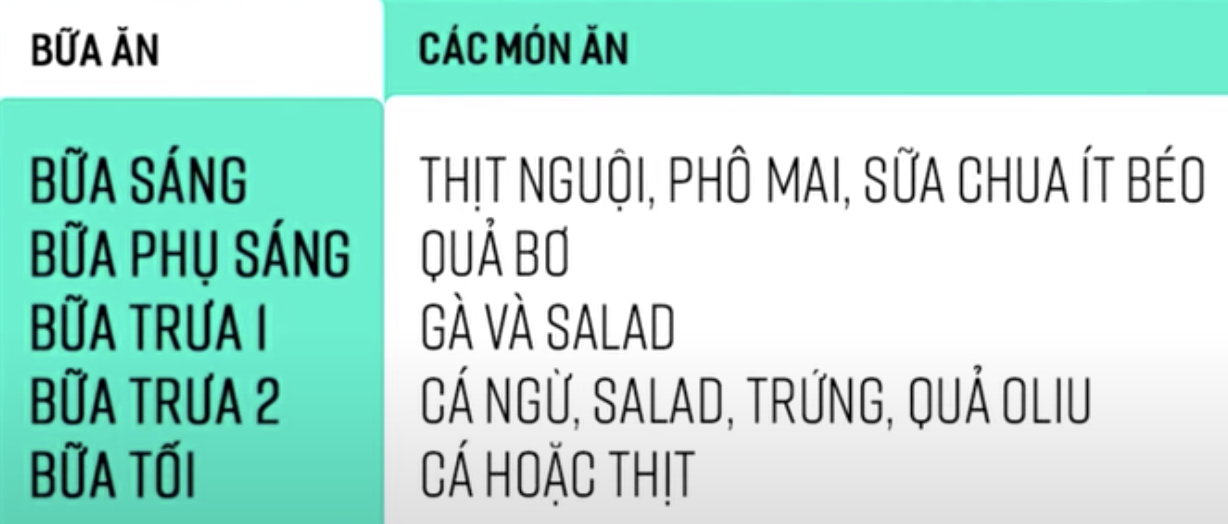 BỮA ĂN CÁC MÓN ĂN
BỮA SÁNG THỊT NGUỘI, PHÔ MAI, SỮA CHUA ÍT BÉO
BỮA PHỤ SÁNG QUẢ BƠ
BỮA TRƯA 1 GÀ VÀ SALAD
BỮA TRƯA 2 CÁ NGỪ, SALAD, TRỨNG, QUẢ OLIU
BỮA TỐI CÁ HOẶC THỊT